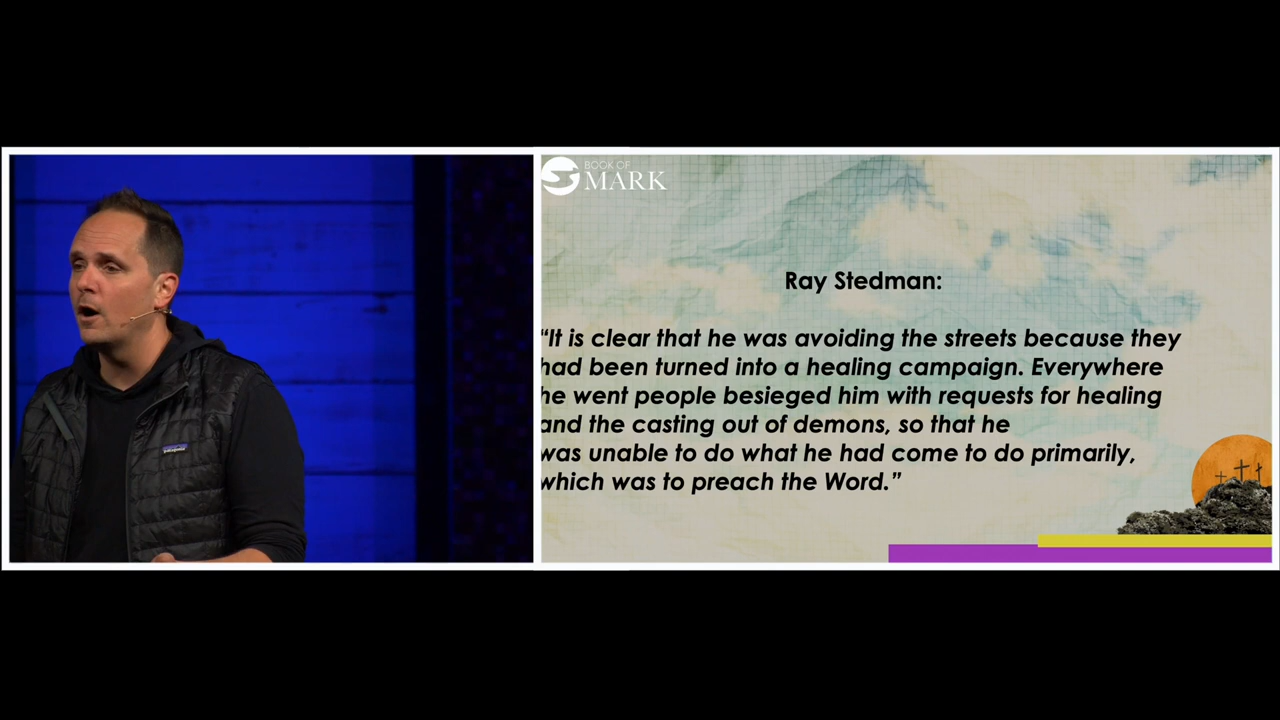 BOOK OF
MARK
Ray Stedman:
“It is clear that he was avoiding the streets because they
had been turned into a healing campaign. Everywhere
he went people besieged him with requests for healing
and the casting out of demons, so that he
was unable to do what he had come to do primarily,
which was to preach the Word.”
patagonia